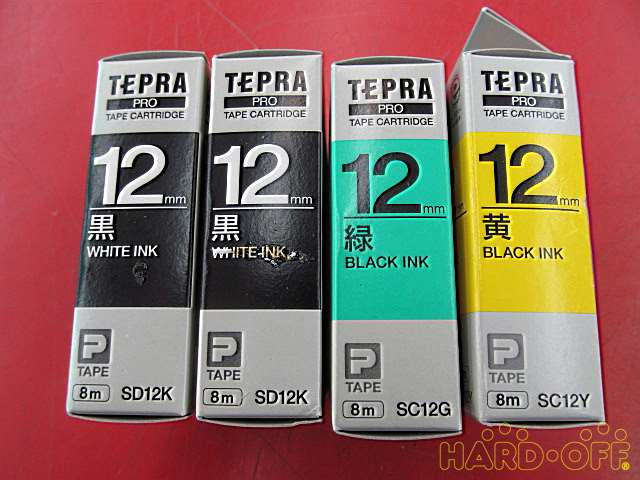 TEPRA
PRO
TAPE CARTRIDGE
12mm
黒
WHITE INK
P
TAPE
8m SD12K
TEPRA
PRO
TAPE CARTRIDGE
12mm
黒
WHITE INK
P
TAPE
8m SD12K
TEPRA
PRO
TAPE CARTRIDGE
12mm
緑
BLACK INK
P
TAPE
8m SC12G
TEPRA
PRO
TAPE CARTRIDGE
12mm
黄
BLACK INK
P
TAPE
8m SC12Y
HARD·OFF